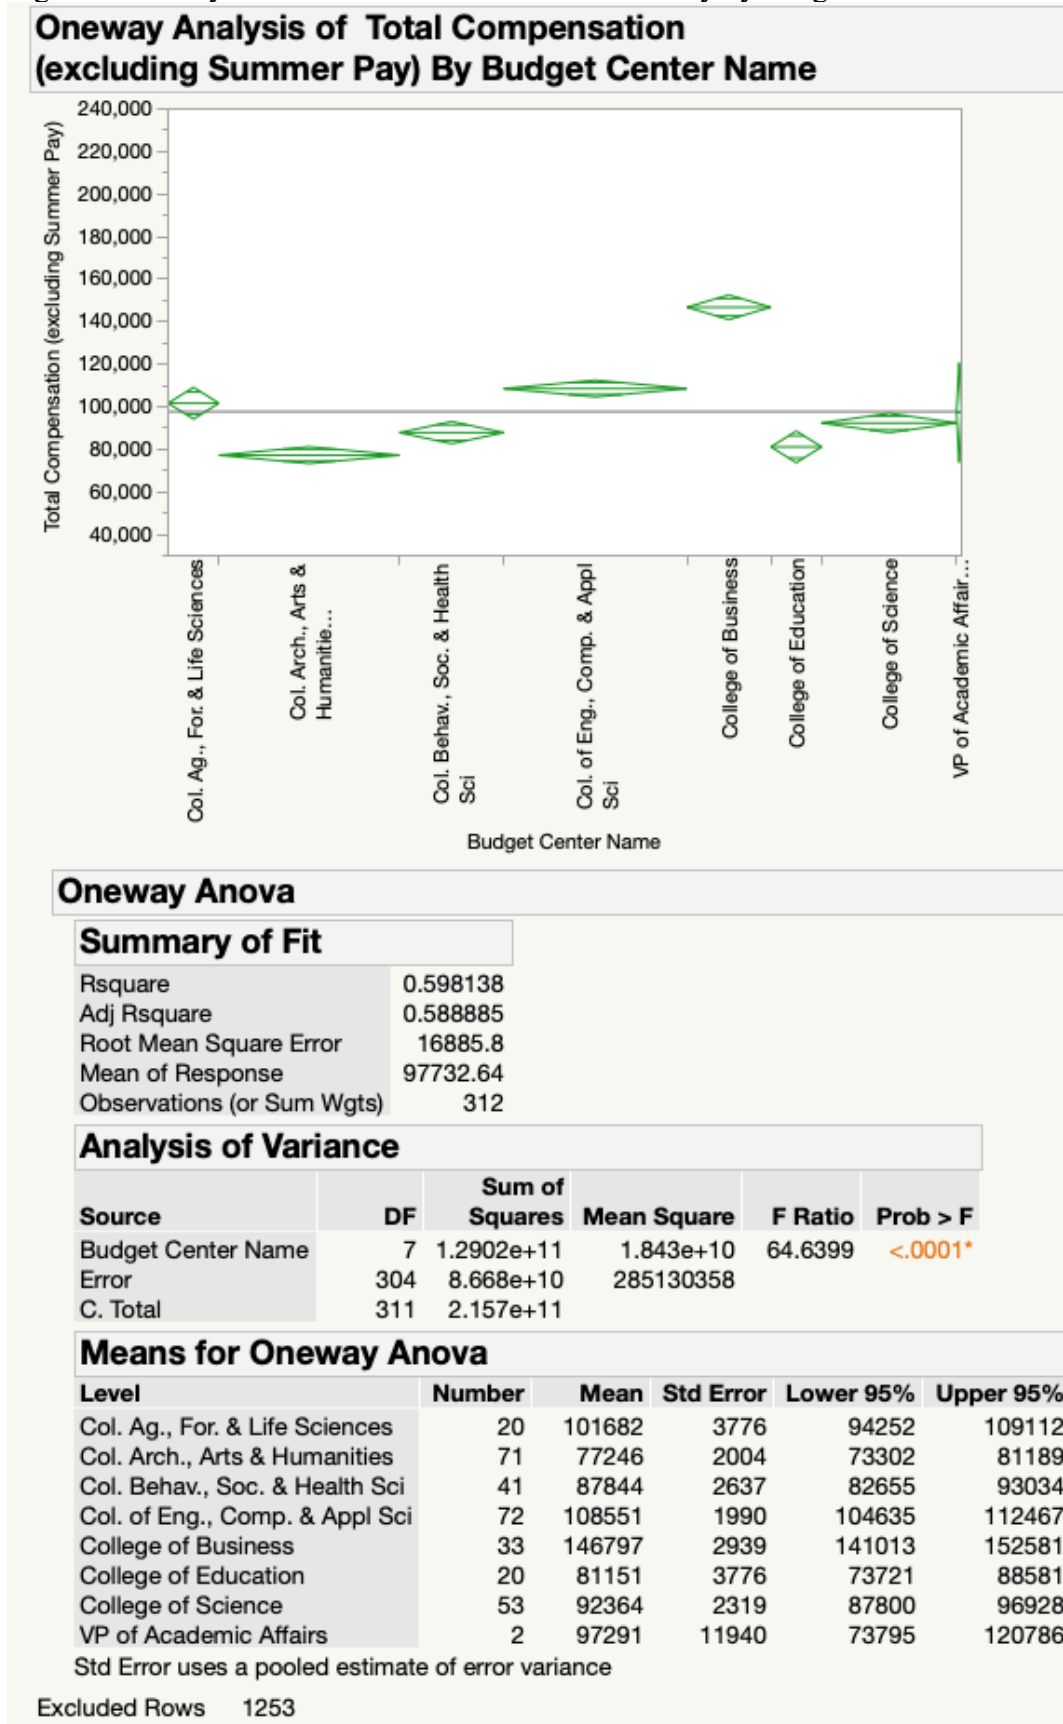 Oneway Analysis of Total Compensation
(excluding Summer Pay) By Budget Center Name
240,000
220,000
200,000
180,000
160,000
140,000
120,000
100,000
80,000
60,000
40,000
Total Compensation (excluding Summer Pay)
Col. Ag., For. & Life Sciences
Col. Arch., Arts &
Humanitie...
Col. Behav., Soc. & Health
Sci
Col. of Eng., Comp. & Appl
Sci
College of Business
College of Education
College of Science
VP of Academic Affair...
Budget Center Name
Oneway Anova
Summary of Fit
Rsquare 0.598138
Adj Rsquare 0.588885
Root Mean Square Error 16885.8
Mean of Response 97732.64
Observations (or Sum Wgts) 312
Analysis of Variance
Sum of
Source DF Squares Mean Square F Ratio Prob > F
Budget Center Name 7 1.2902e+11 1.843e+10 64.6399 <.0001*
Error 304 8.668e+10 285130358
C. Total 311 2.157e+11
Means for Oneway Anova
Level Number Mean Std Error Lower 95% Upper 95%
Col. Ag., For. & Life Sciences 20 101682 3776 94252 109112
Col. Arch., Arts & Humanities 71 77246 2004 73302 81189
Col. Behav., Soc. & Health Sci 41 87844 2637 82655 93034
Col. of Eng., Comp. & Appl Sci 72 108551 1990 104635 112467
College of Business 33 146797 2939 141013 152581
College of Education 20 81151 3776 73721 88581
College of Science 53 92364 2319 87800 96928
VP of Academic Affairs 2 97291 11940 73795 120786
Std Error uses a pooled estimate of error variance
Excluded Rows 1253